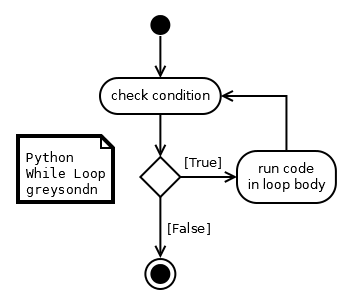 check condition
[True]
run code
in loop body
Python
While Loop
greysondn
[False]